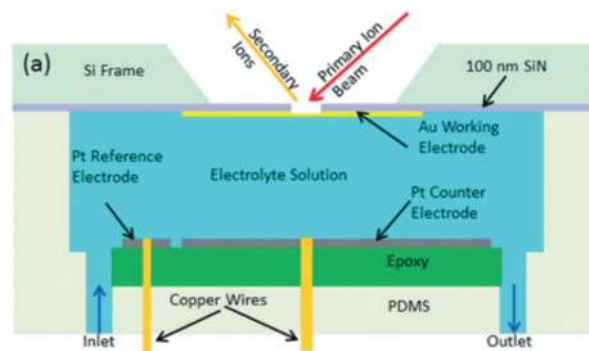 (a)
Si Frame
Secondary
Ions
Primary Ion
Beam
100 nm SiN
Au Working
Electrode
Pt Reference
Electrode
Electrolyte Solution
Pt Counter
Electrode
Epoxy
Copper Wires
PDMS
Inlet
Outlet